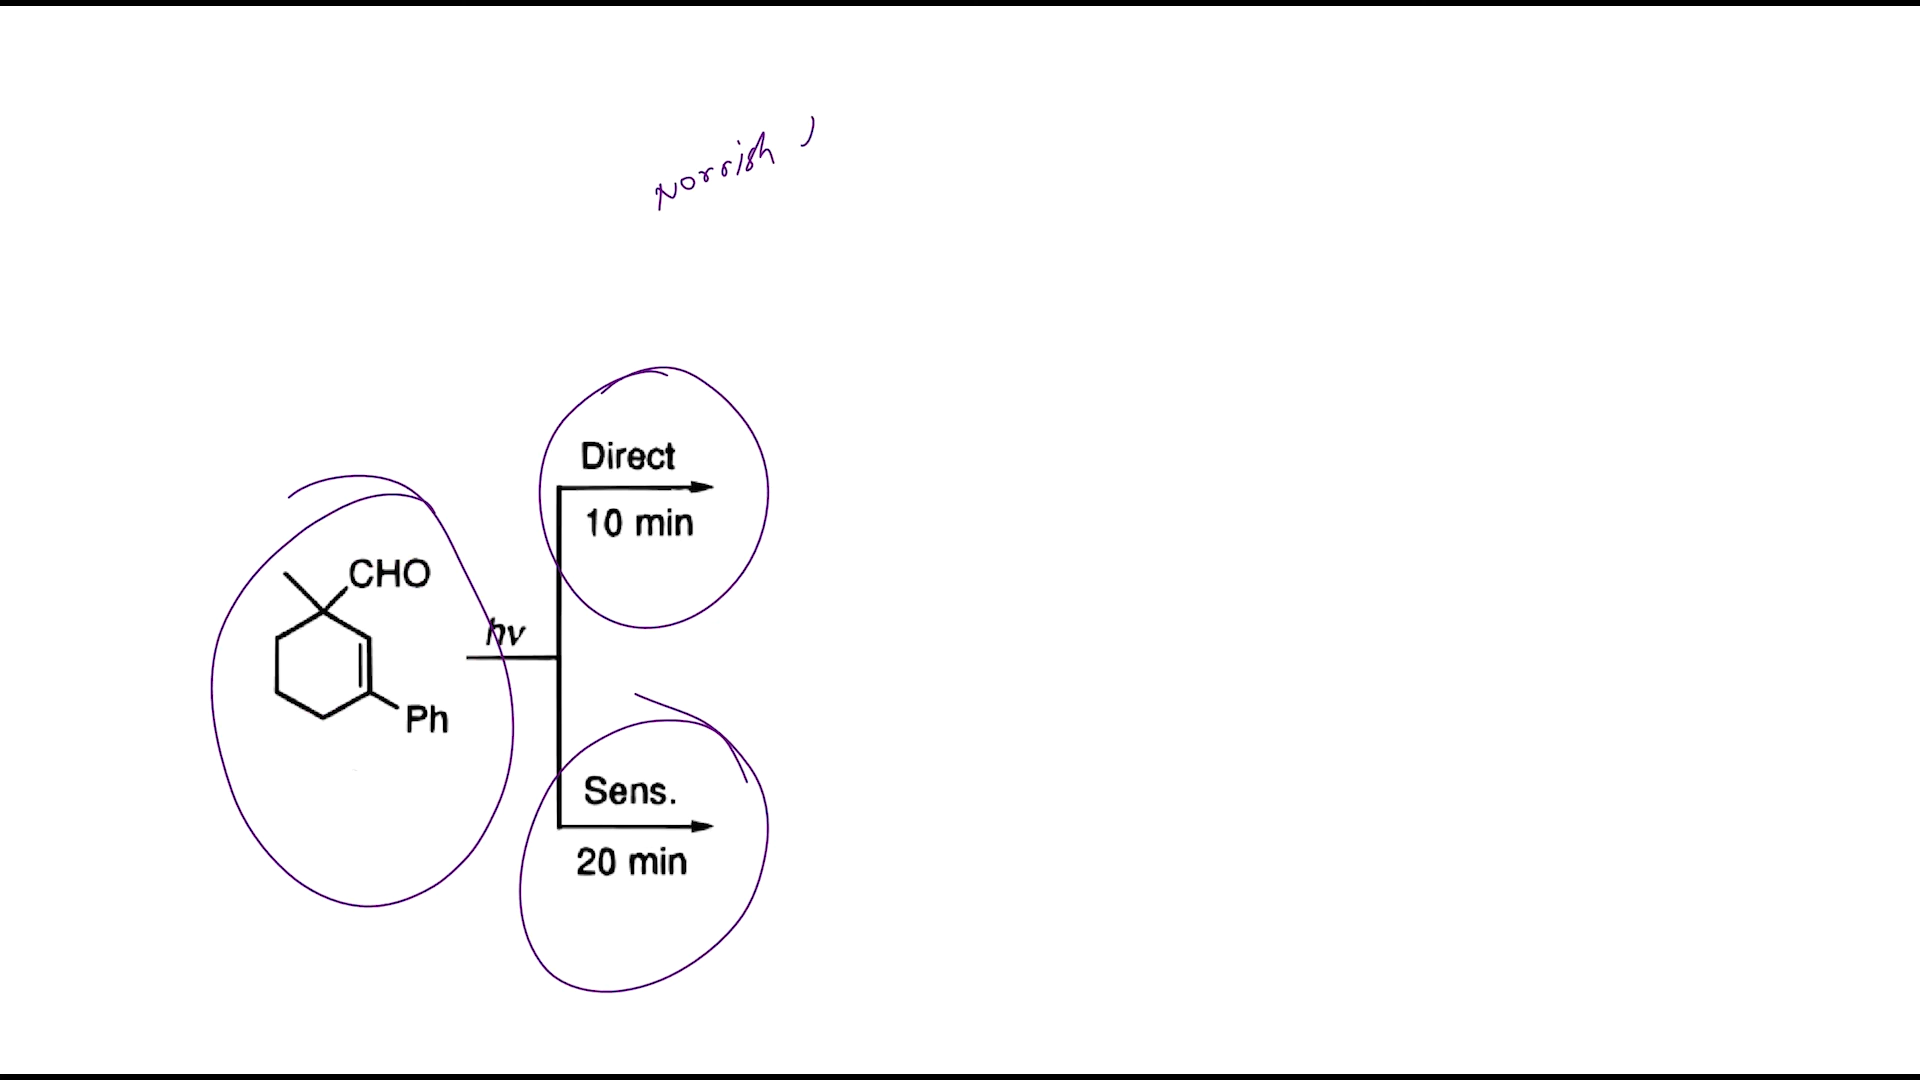 Norrish )
Direct
10 min
CHO
hν
Ph
Sens.
20 min